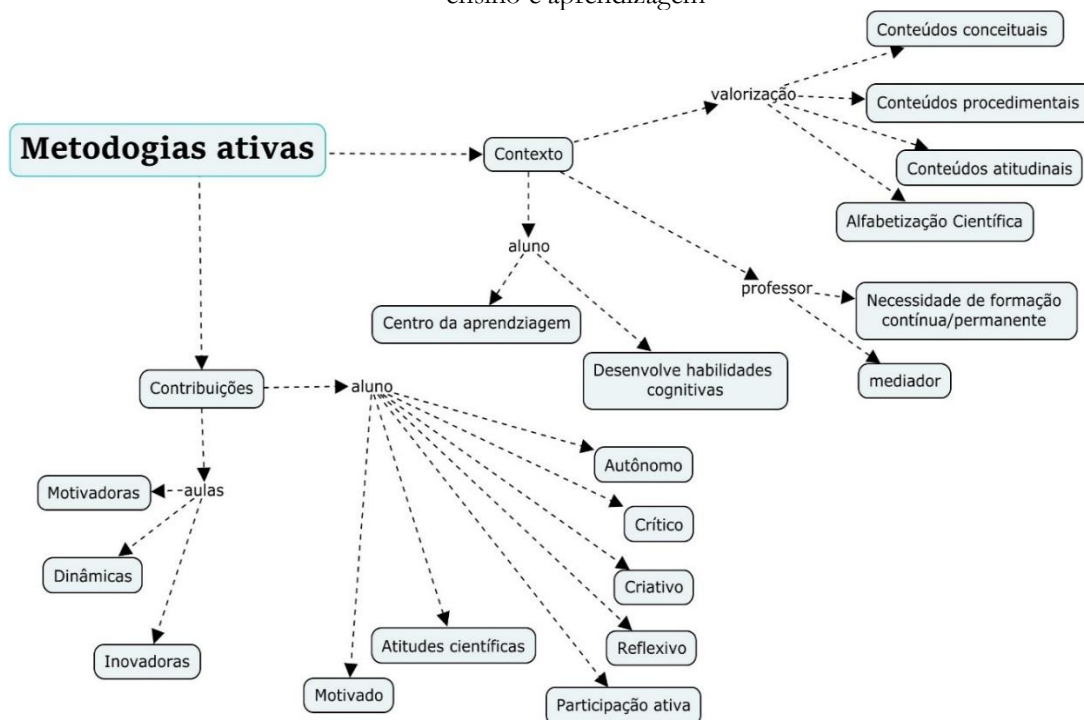 ensino e aprendizagem
Conteúdos conceituais
valorização
Conteúdos procedimentais
Metodogias ativas
Contexto
Conteúdos atitudinais
Alfabetização Científica
aluno
professor
Necessidade de formação
contínua/permanente
Centro da aprendziagem
Desenvolve habilidades
cognitivas
mediador
Contribuições
aluno
Autônomo
Motivadoras
aulas
Crítico
Dinâmicas
Criativo
Atitudes científicas
Reflexivo
Inovadoras
Motivado
Participação ativa